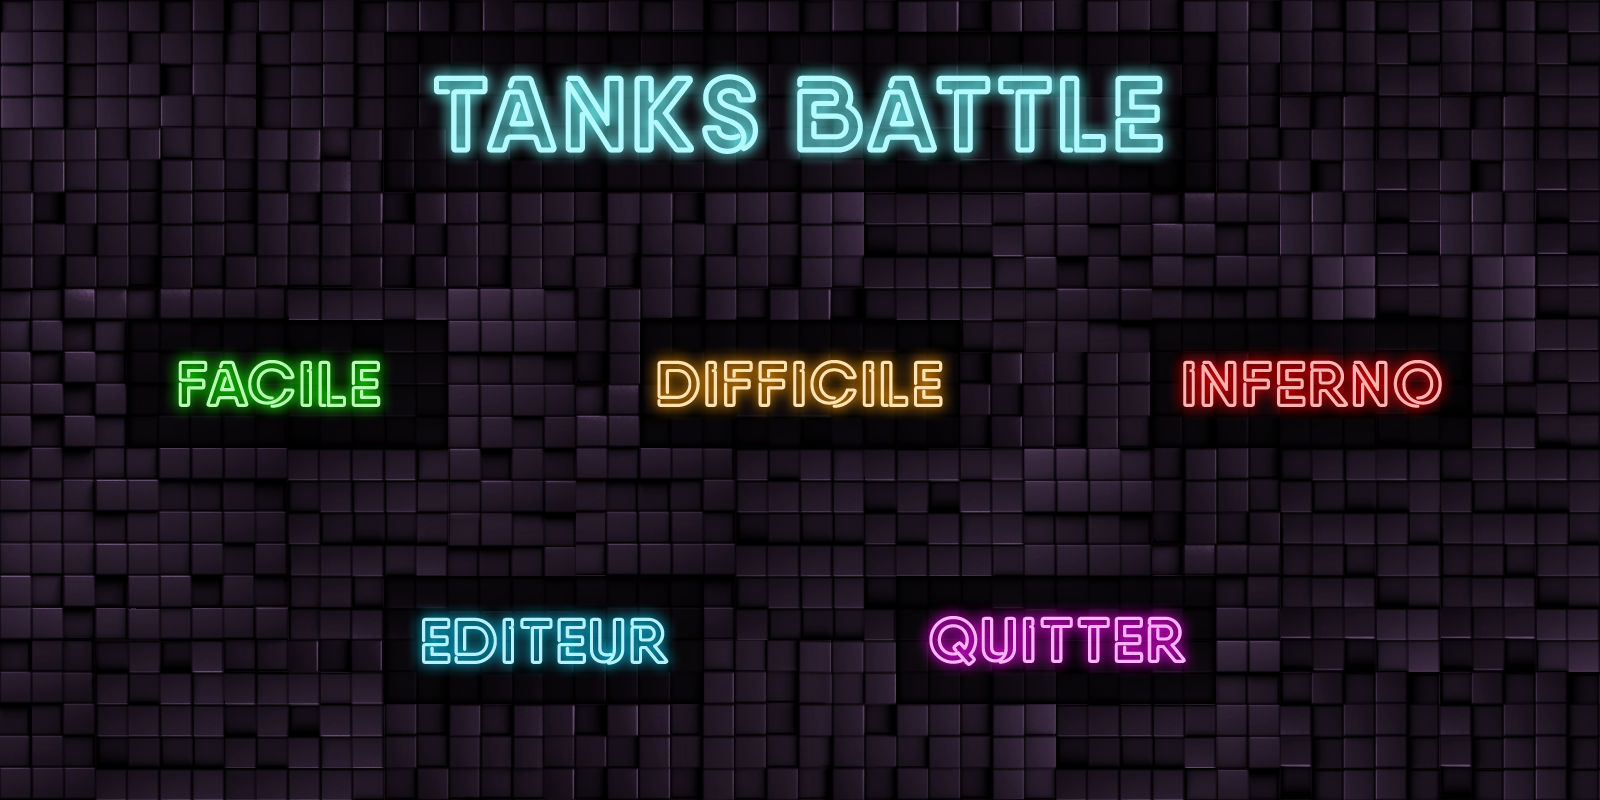 TANKS BATTLE
FACILE
DIFFICILE
INFERNO
EDITEUR
QUITTER